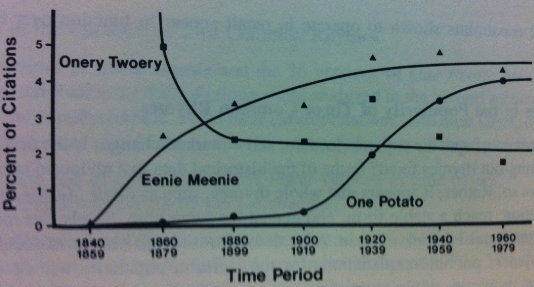 Percent of Citations
5
4
3
2
1
0
Onery Twoery
Eenie Meenie
One Potato
1840 1860 1880 1900 1920 1940 1960
1859 1879 1899 1919 1939 1959 1979
Time Period